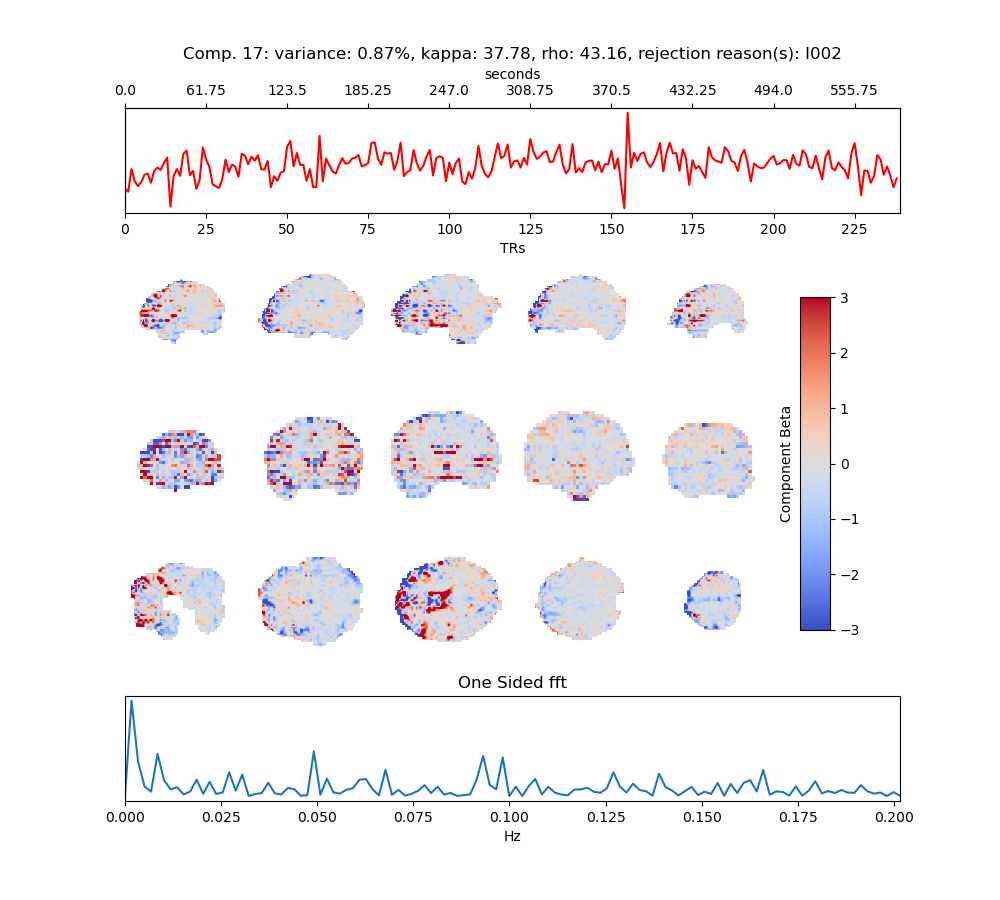 Comp. 17: variance: 0.87%, kappa: 37.78, rho: 43.16, rejection reason(s): I002
seconds
0.0 61.75 123.5 185.25 247.0 308.75 370.5 432.25 494.0 555.75
0 25 50 75 100 125 150 175 200 225
TRs
3
2
1
0
−1
−2
−3
Component Beta
One Sided fft
0.000 0.025 0.050 0.075 0.100 0.125 0.150 0.175 0.200
Hz